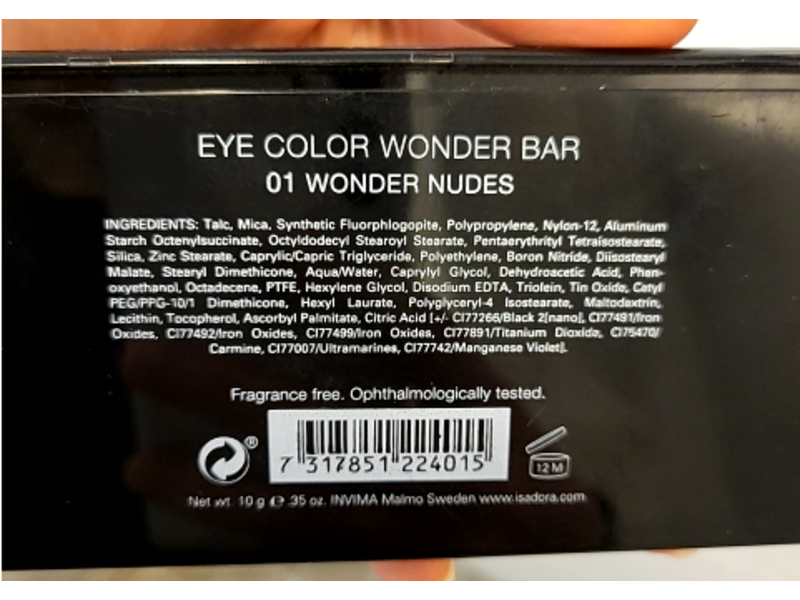 EYE COLOR WONDER BAR
01 WONDER NUDES
INGREDIENTS: Talc, Mica, Synthetic Fluorphlogopite, Polypropylene, Nylon-12, Aluminum
Starch Octenylsuccinate, Octyldodecyl Stearoyl Stearate, Pentaerythrityl Tetraisostearate,
Silica, Zinc Stearate, Caprylic/Capric Triglyceride, Polyethylene, Boron Nitride, Diisostearyl
Malate, Stearyl Dimethicone, Aqua/Water, Caprylyl Glycol, Dehydroacetic Acid, Phen-
oxyethanol, Octadecene, PTFE, Hexylene Glycol, Disodium EDTA, Triolein, Tin Oxide, Cetyl
PEG/PPG-10/1 Dimethicone, Hexyl Laurate, Polyglyceryl-4 Isostearate, Maltodextrin,
Lecithin, Tocopherol, Ascorbyl Palmitate, Citric Acid [+/- CI77266/Black 2[nano], CI77491/Iron
Oxides, CI77492/Iron Oxides, CI77499/Iron Oxides, CI77891/Titanium Dioxide, CI75470/
Carmine, CI77007/Ultramarines, CI77742/Manganese Violet].
Fragrance free. Ophthalmologically tested.
®
7 317851 224015
12 M
Net wt. 10 g ℮ .35 oz. INVIMA Malmo Sweden www.isadora.com